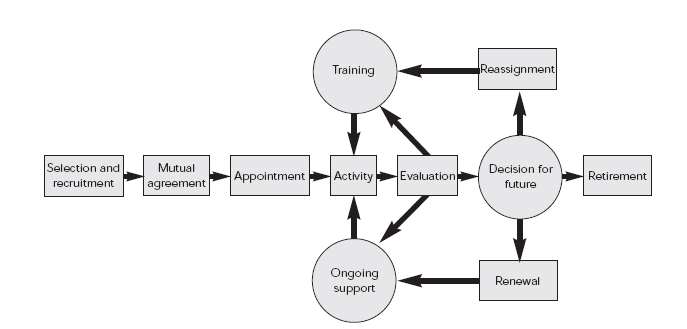 Training
Reassignment
Selection and
recruitment
Mutual
agreement
Appointment
Activity
Evaluation
Decision for
future
Retirement
Ongoing
support
Renewal